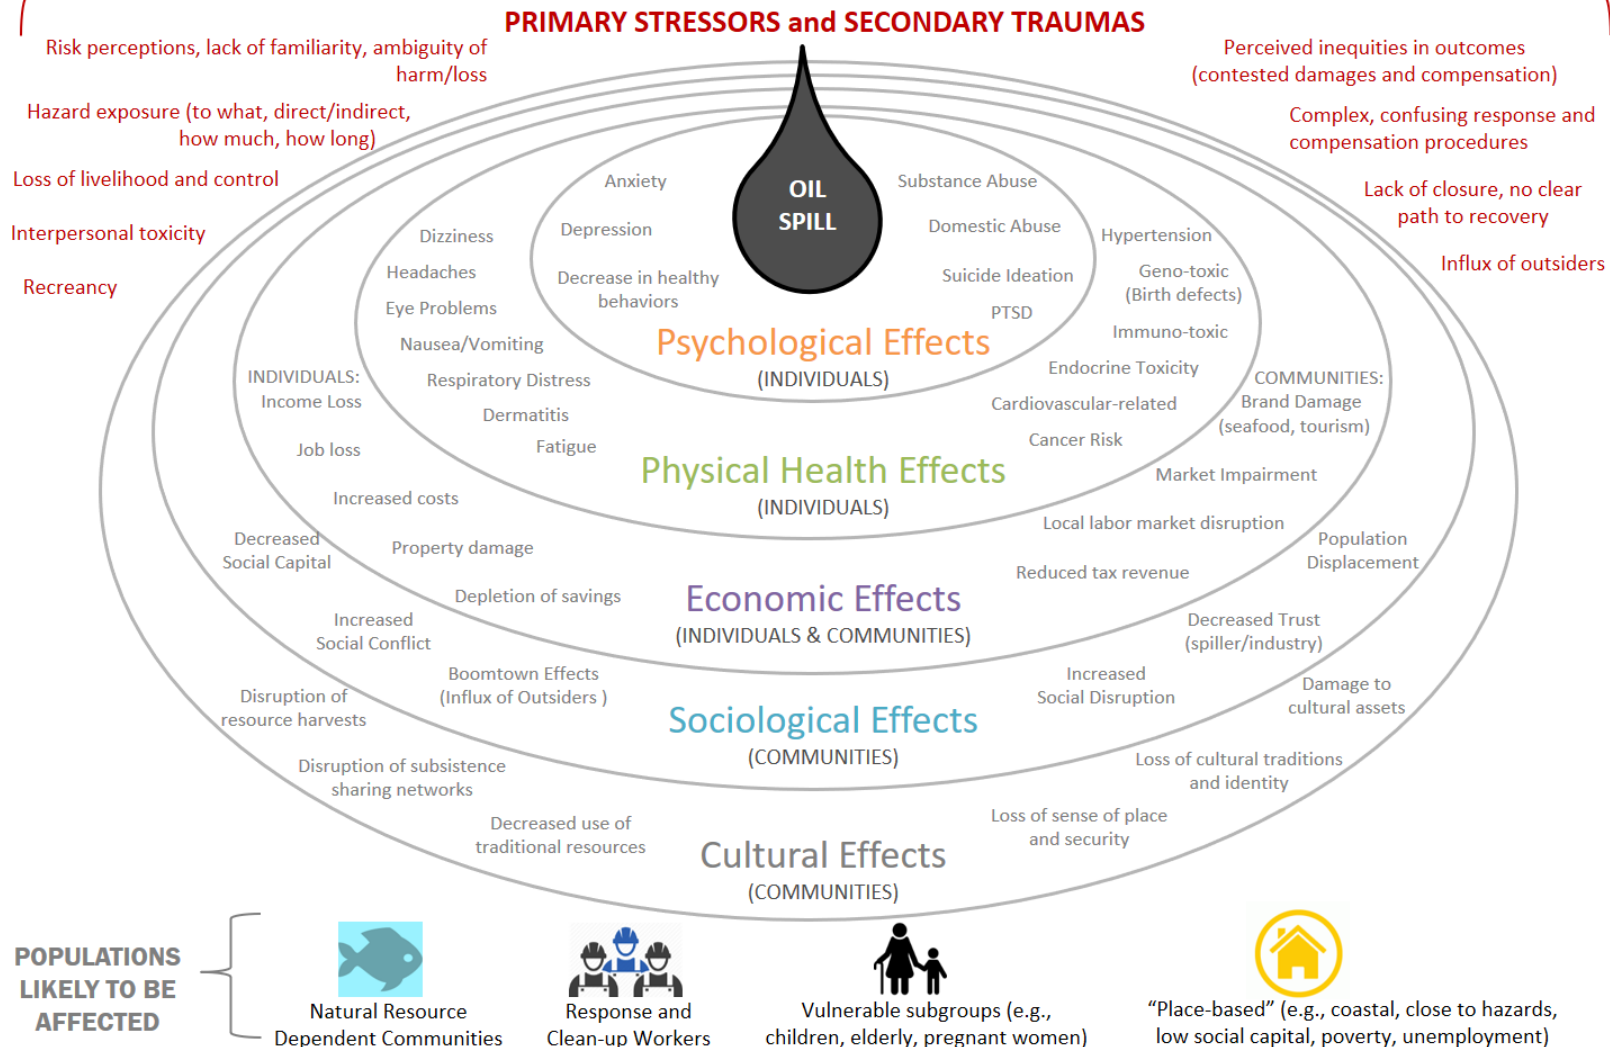 PRIMARY STRESSORS and SECONDARY TRAUMAS
Risk perceptions, lack of familiarity, ambiguity of
harm/loss
Hazard exposure (to what, direct/indirect,
how much, how long)
Loss of livelihood and control
Interpersonal toxicity
Recreancy
Perceived inequities in outcomes
(contested damages and compensation)
Complex, confusing response and
compensation procedures
Lack of closure, no clear
path to recovery
Influx of outsiders
OIL
SPILL
Anxiety
Depression
Decrease in healthy
behaviors
Substance Abuse
Domestic Abuse
Suicide Ideation
PTSD
Psychological Effects
(INDIVIDUALS)
Dizziness
Headaches
Eye Problems
Nausea/Vomiting
Respiratory Distress
Dermatitis
Fatigue
Hypertension
Geno-toxic
(Birth defects)
Immuno-toxic
Endocrine Toxicity
Cardiovascular-related
Cancer Risk
Physical Health Effects
(INDIVIDUALS)
INDIVIDUALS:
Income Loss
Job loss
Increased costs
Property damage
Depletion of savings
COMMUNITIES:
Brand Damage
(seafood, tourism)
Market Impairment
Local labor market disruption
Reduced tax revenue
Economic Effects
(INDIVIDUALS & COMMUNITIES)
Decreased
Social Capital
Increased
Social Conflict
Boomtown Effects
(Influx of Outsiders )
Population
Displacement
Decreased Trust
(spiller/industry)
Increased
Social Disruption
Sociological Effects
(COMMUNITIES)
Disruption of
resource harvests
Disruption of subsistence
sharing networks
Decreased use of
traditional resources
Damage to
cultural assets
Loss of cultural traditions
and identity
Loss of sense of place
and security
Cultural Effects
(COMMUNITIES)
POPULATIONS
LIKELY TO BE
AFFECTED
Natural Resource
Dependent Communities
Response and
Clean-up Workers
Vulnerable subgroups (e.g.,
children, elderly, pregnant women)
“Place-based” (e.g., coastal, close to hazards,
low social capital, poverty, unemployment)